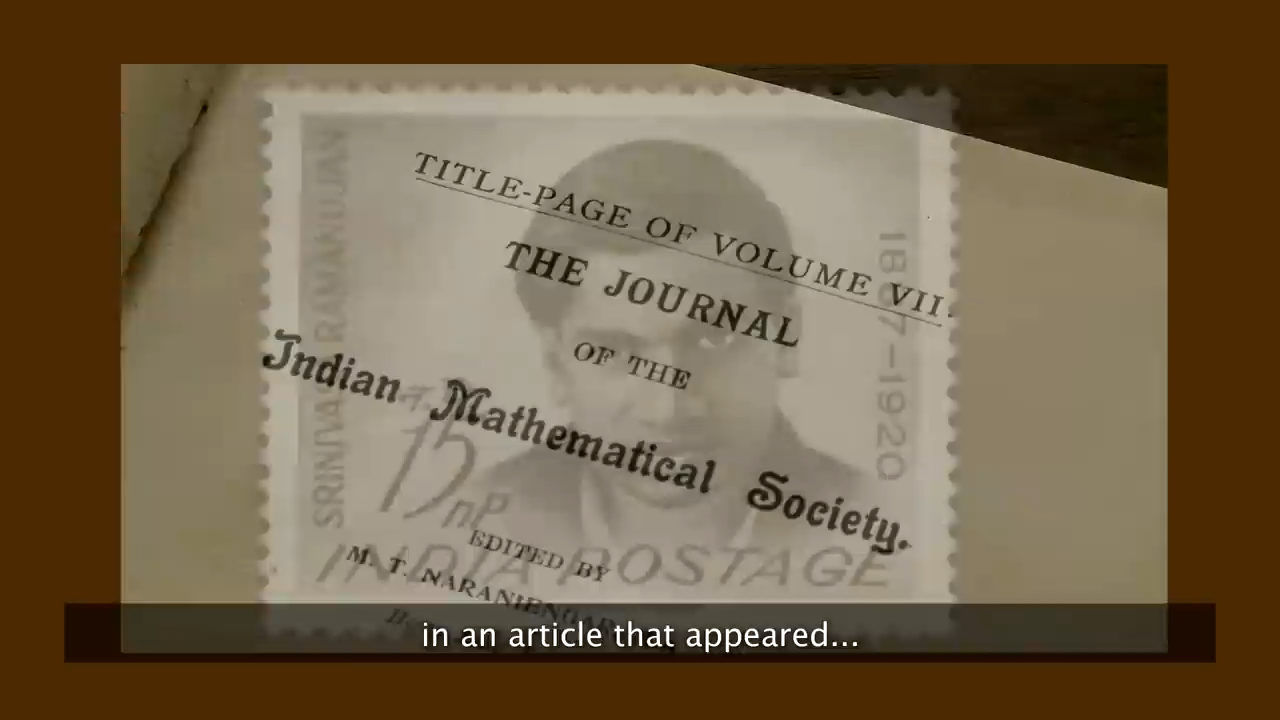 TITLE-PAGE OF VOLUME VII.
THE JOURNAL
OF THE
Indian Mathematical Society.
EDITED BY
M. T. NARANIENGAR
SRINIVAS RAMANUJAN
1887-1920
न.पै.
15
nP
INDIA POSTAGE
in an article that appeared...